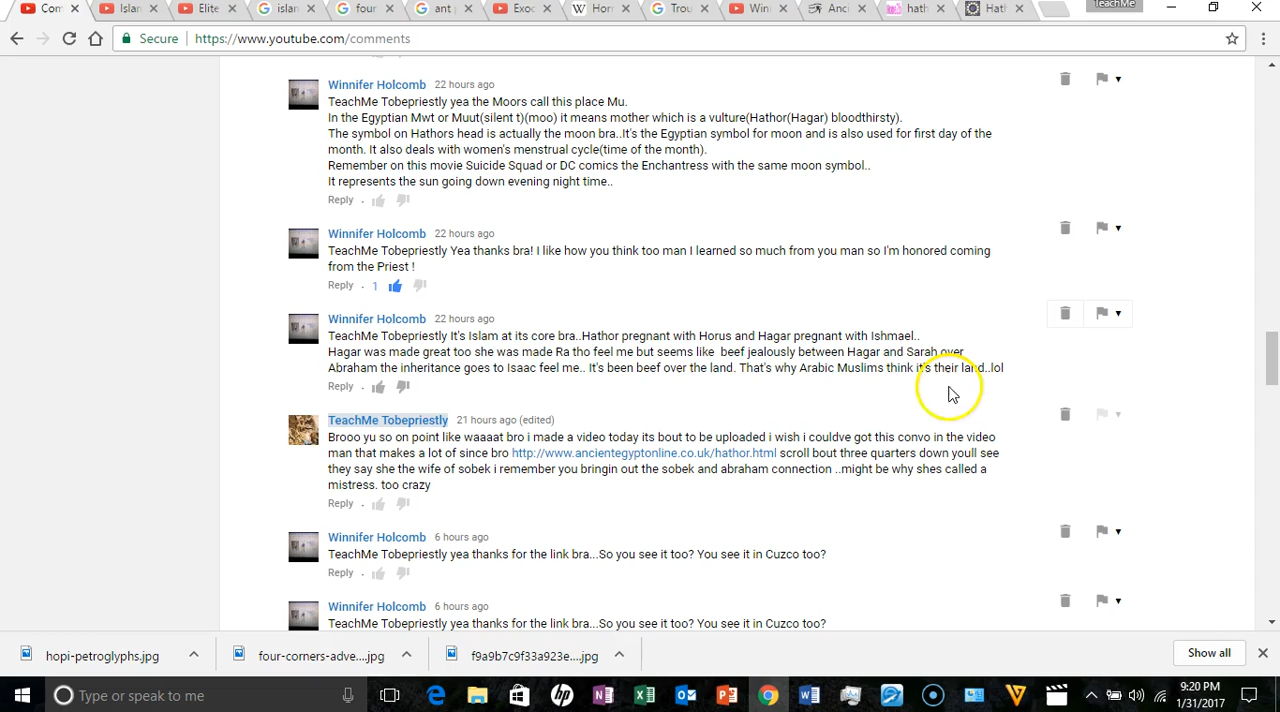 Com
Islan
Elite
islan
four
ant j
Exoc
Horr
Trou
Winr
Anci
hath
Hath
TeachMe
Secure https://www.youtube.com/comments
Winnifer Holcomb 22 hours ago
TeachMe Tobepriestly yea the Moors call this place Mu.
In the Egyptian Mwt or Muut(silent t)(moo) it means mother which is a vulture(Hathor(Hagar) bloodthirsty).
The symbol on Hathors head is actually the moon bra..It's the Egyptian symbol for moon and is also used for first day of the
month. It also deals with women's menstrual cycle(time of the month).
Remember on this movie Suicide Squad or DC comics the Enchantress with the same moon symbol..
It represents the sun going down evening night time..
Reply
Winnifer Holcomb 22 hours ago
TeachMe Tobepriestly Yea thanks bra! I like how you think too man I learned so much from you man so I'm honored coming
from the Priest !
Reply . 1
Winnifer Holcomb 22 hours ago
TeachMe Tobepriestly It's Islam at its core bra..Hathor pregnant with Horus and Hagar pregnant with Ishmael..
Hagar was made great too she was made Ra tho feel me but seems like beef jealously between Hagar and Sarah over
Abraham the inheritance goes to Isaac feel me.. It's been beef over the land. That's why Arabic Muslims think it's their land..lol
Reply .
TeachMe Tobepriestly 21 hours ago (edited)
Brooo yu so on point like waaaat bro i made a video today its bout to be uploaded i wish i couldve got this convo in the video
man that makes a lot of since bro http://www.ancientegyptonline.co.uk/hathor.html scroll bout three quarters down youll see
they say she the wife of sobek i remember you bringin out the sobek and abraham connection ..might be why shes called a
mistress. too crazy
Reply .
Winnifer Holcomb 6 hours ago
TeachMe Tobepriestly yea thanks for the link bra...So you see it too? You see it in Cuzco too?
Reply .
Winnifer Holcomb 6 hours ago
TeachMe Tobepriestly yea thanks for the link bra...So you see it too? You see it in Cuzco too?
hopi-petroglyphs.jpg
four-corners-adve....jpg
f9a9b7c9f33a923e....jpg
Show all
Type or speak to me
9:20 PM
1/31/2017